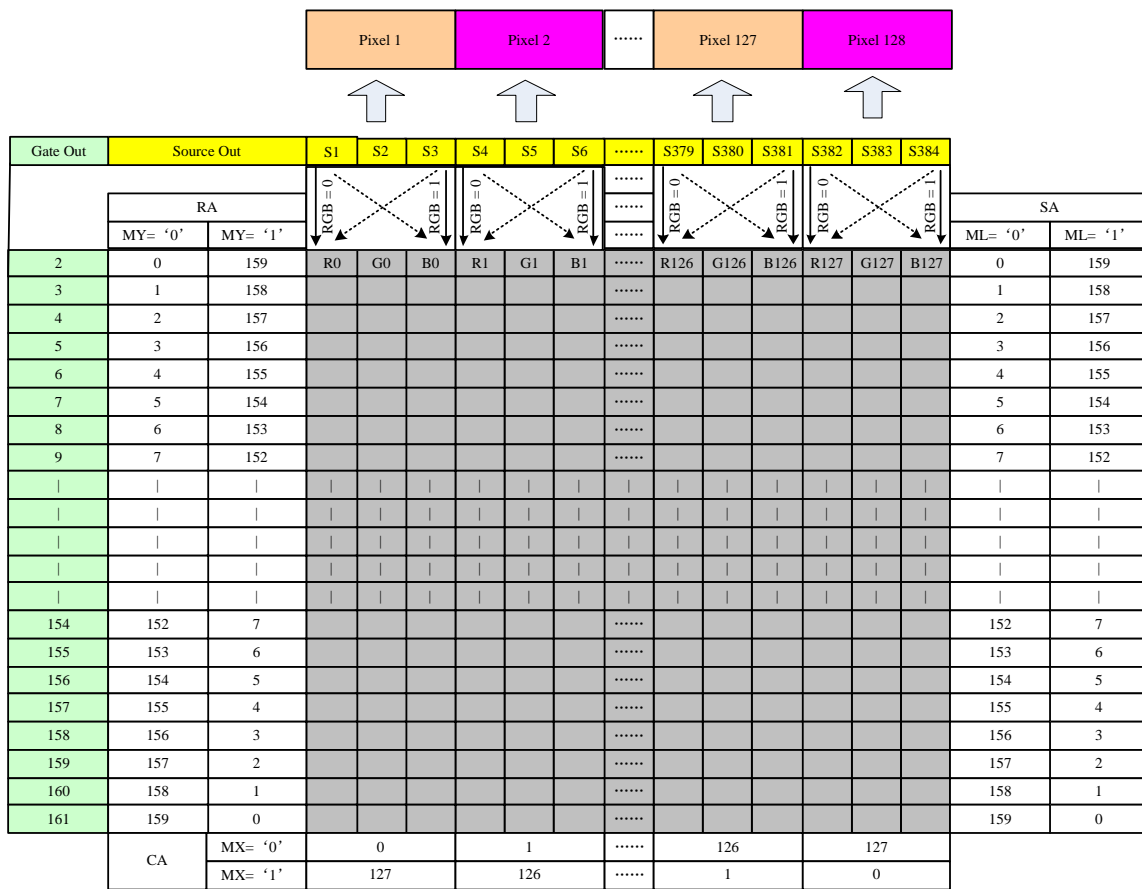 Pixel 1 Pixel 2 ...... Pixel 127 Pixel 128
Gate Out Source Out S1 S2 S3 S4 S5 S6 ...... S379 S380 S381 S382 S383 S384
RGB = 0 RGB = 1 RGB = 0 RGB = 1 ...... RGB = 0 RGB = 1 RGB = 0 RGB = 1
RA ...... SA
MY= ‘0’ MY= ‘1’ ...... ML= ‘0’ ML= ‘1’
2 0 159 R0 G0 B0 R1 G1 B1 ...... R126 G126 B126 R127 G127 B127 0 159
3 1 158 ...... 1 158
4 2 157 ...... 2 157
5 3 156 ...... 3 156
6 4 155 ...... 4 155
7 5 154 ...... 5 154
8 6 153 ...... 6 153
9 7 152 ...... 7 152
| | | | | | | | | | | | | | | | | |
| | | | | | | | | | | | | | | | | |
| | | | | | | | | | | | | | | | | |
| | | | | | | | | | | | | | | | | |
| | | | | | | | | | | | | | | | | |
154 152 7 ...... 152 7
155 153 6 ...... 153 6
156 154 5 ...... 154 5
157 155 4 ...... 155 4
158 156 3 ...... 156 3
159 157 2 ...... 157 2
160 158 1 ...... 158 1
161 159 0 ...... 159 0
CA MX= ‘0’ 0 1 ...... 126 127
MX= ‘1’ 127 126 ...... 1 0